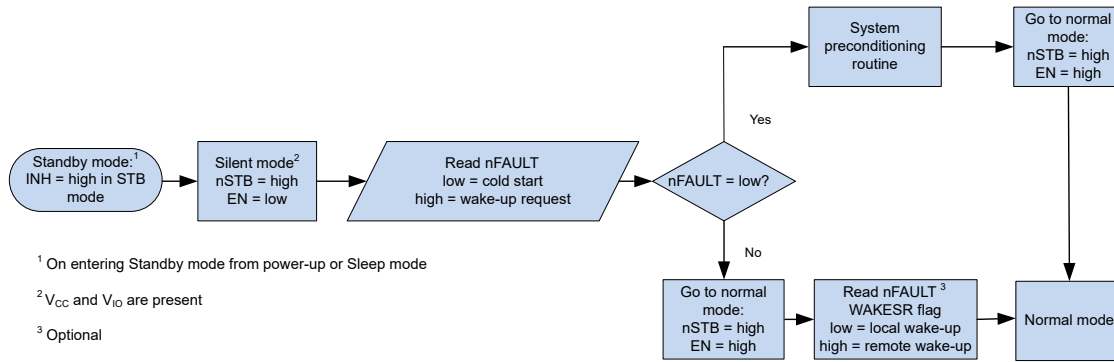 Standby mode:¹
INH = high in STB
mode
Silent mode²
nSTB = high
EN = low
Read nFAULT
low = cold start
high = wake-up request
nFAULT = low?
Yes
System
preconditioning
routine
Go to normal
mode:
nSTB = high
EN = high
No
Go to normal
mode:
nSTB = high
EN = high
Read nFAULT ³
WAKESR flag
low = local wake-up
high = remote wake-up
Normal mode
¹ On entering Standby mode from power-up or Sleep mode
² VCC and VIO are present
³ Optional